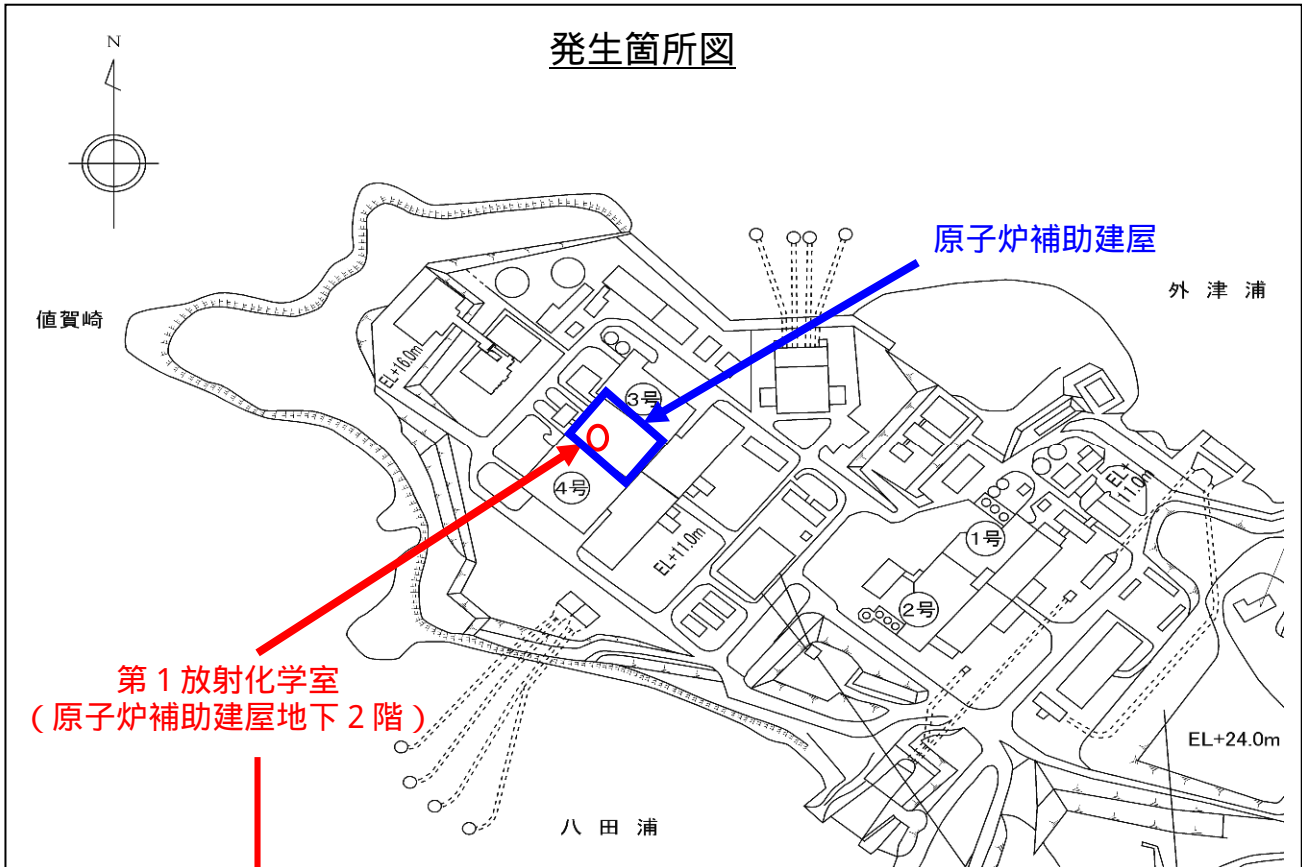 発生箇所図
N
原子炉補助建屋
外津浦
値賀崎
EL+16.0m
3号
4号
EL+11.0m
EL+11.0m
1号
2号
第1放射化学室
(原子炉補助建屋地下2階)
EL+24.0m
八田浦